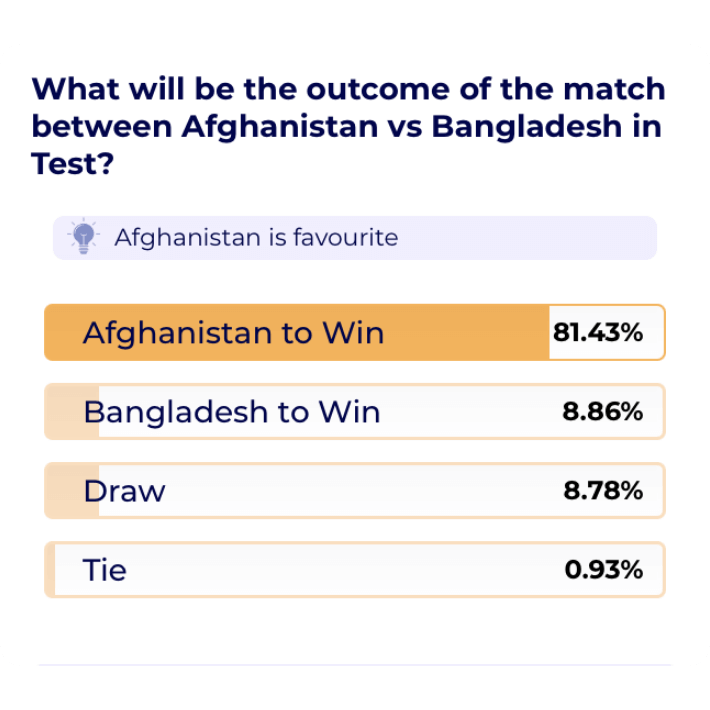 What will be the outcome of the match
between Afghanistan vs Bangladesh in
Test?
Afghanistan is favourite
Afghanistan to Win 81.43%
Bangladesh to Win 8.86%
Draw 8.78%
Tie 0.93%